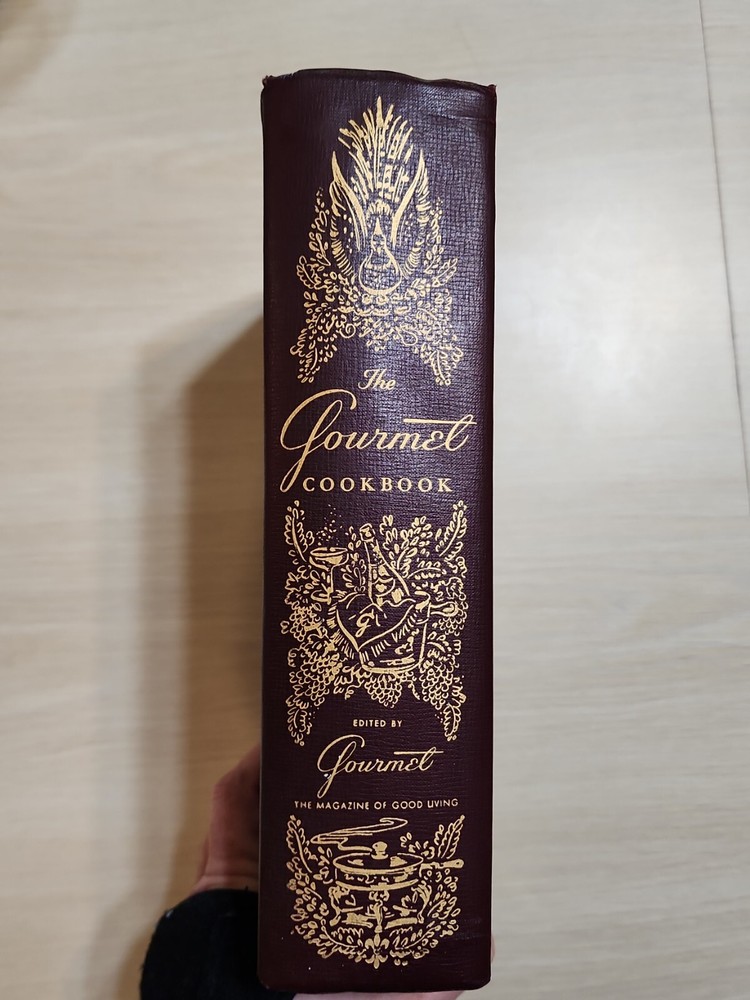 The
Gourmet
COOKBOOK
G
EDITED BY
Gourmet
THE MAGAZINE OF GOOD LIVING